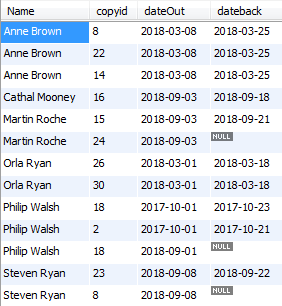 Name copyid dateOut dateback
Anne Brown 8 2018-03-08 2018-03-25
Anne Brown 22 2018-03-08 2018-03-25
Anne Brown 14 2018-03-08 2018-03-25
Cathal Mooney 16 2018-09-03 2018-09-18
Martin Roche 15 2018-09-03 2018-09-21
Martin Roche 24 2018-09-03 NULL
Orla Ryan 26 2018-03-01 2018-03-18
Orla Ryan 30 2018-03-01 2018-03-18
Philip Walsh 18 2017-10-01 2017-10-23
Philip Walsh 2 2017-10-01 2017-10-21
Philip Walsh 18 2018-09-01 NULL
Steven Ryan 23 2018-09-08 2018-09-22
Steven Ryan 8 2018-09-08 NULL